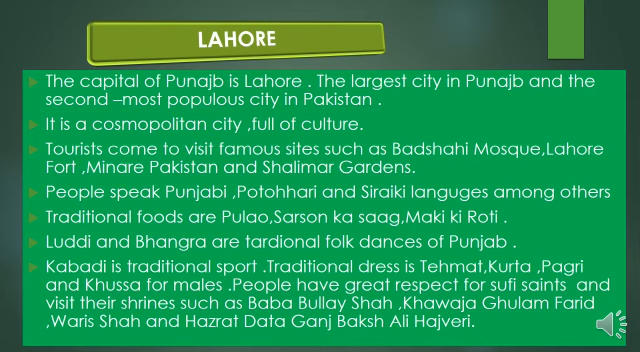 LAHORE
The capital of Punajb is Lahore . The largest city in Punajb and the
second –most populous city in Pakistan .
It is a cosmopolitan city ,full of culture.
Tourists come to visit famous sites such as Badshahi Mosque,Lahore
Fort ,Minare Pakistan and Shalimar Gardens.
People speak Punjabi ,Potohhari and Siraiki languges among others
Traditional foods are Pulao,Sarson ka saag,Maki ki Roti .
Luddi and Bhangra are tardional folk dances of Punjab .
Kabadi is traditional sport .Traditional dress is Tehmat,Kurta ,Pagri
and Khussa for males .People have great respect for sufi saints  and
visit their shrines such as Baba Bullay Shah ,Khawaja Ghulam Farid
,Waris Shah and Hazrat Data Ganj Baksh Ali Hajveri.